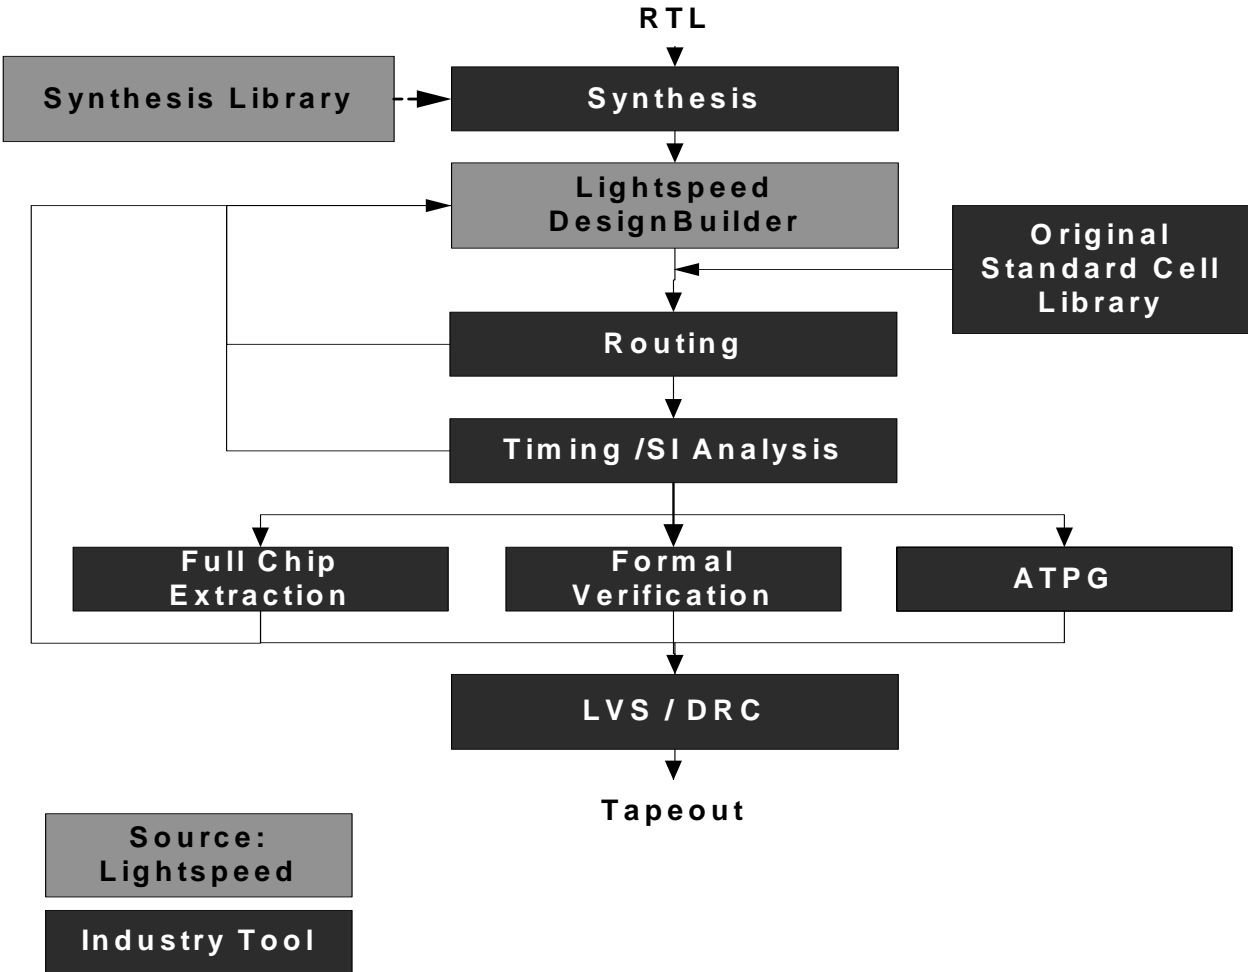 RTL
Synthesis Library
Synthesis
Lightspeed
DesignBuilder
Original
Standard Cell
Library
Routing
Timing /SI Analysis
Full Chip
Extraction
Formal
Verification
ATPG
LVS / DRC
Tapeout
Source:
Lightspeed
Industry Tool